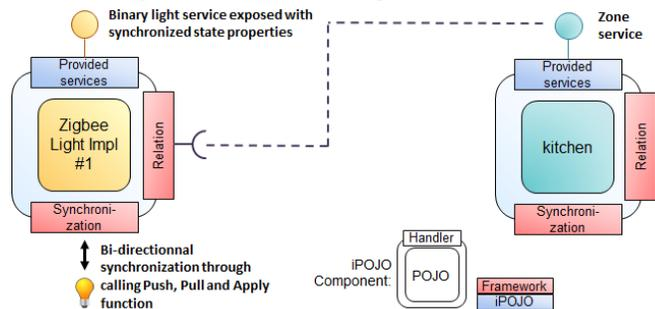 Binary light service exposed with
synchronized state properties
Zone
service
Provided
services
Zigbee
Light Impl
#1
Relation
Synchroni-
zation
Provided
services
kitchen
Relation
Synchroni-
zation
Bi-directionnal
synchronization through
calling Push, Pull and Apply
function
iPOJO
Component:
Handler
POJO
Framework
iPOJO